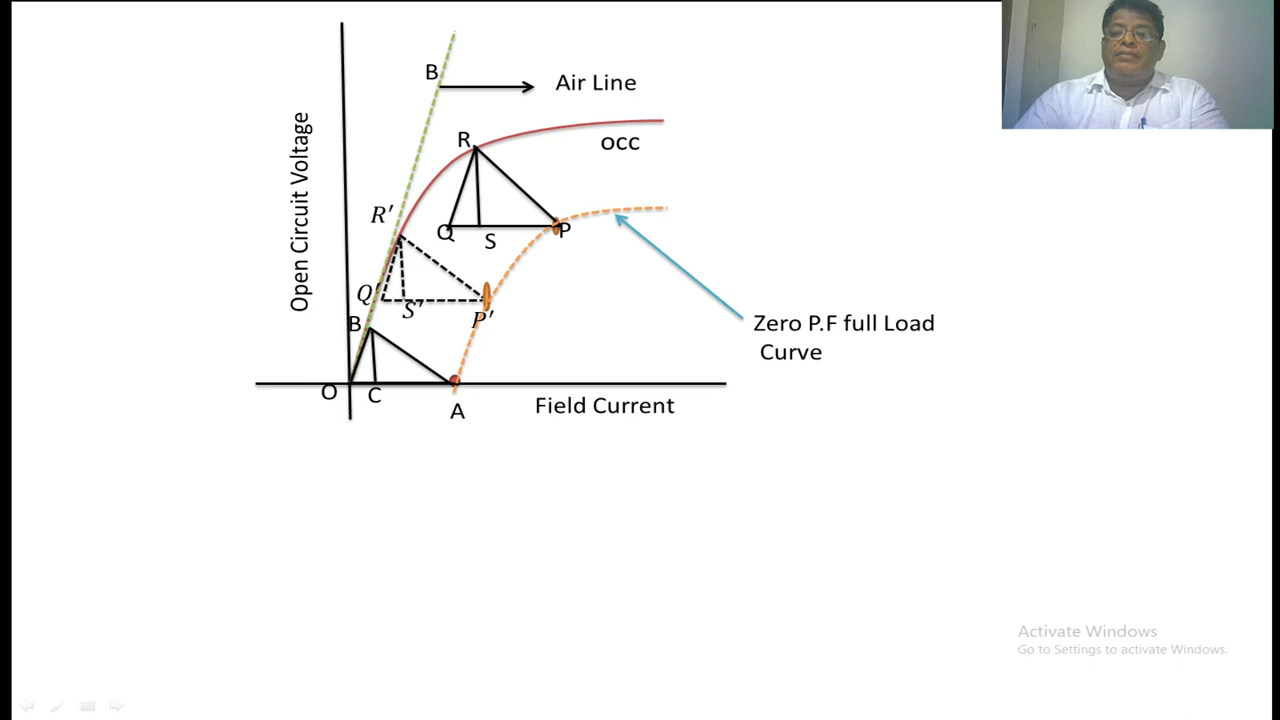 B
Air Line
R
OCC
Open Circuit Voltage
R′
Q
S
P
Q′
S′
P′
B
Zero P.F full Load
Curve
O
C
A
Field Current
Activate Windows
Go to Settings to activate Windows.